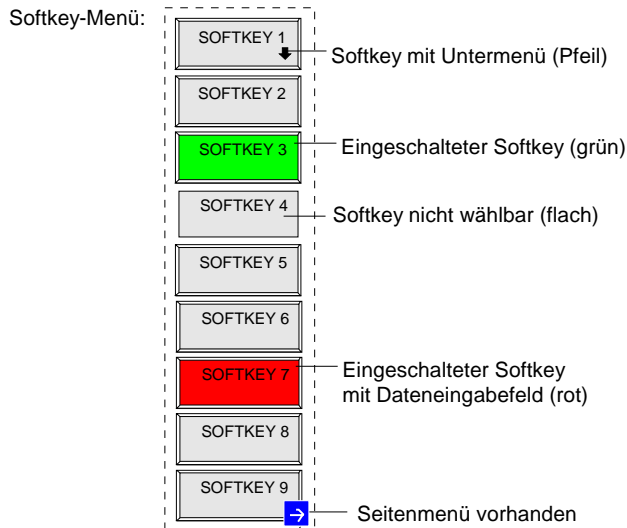 Softkey-Menü:
SOFTKEY 1
Softkey mit Untermenü (Pfeil)
SOFTKEY 2
SOFTKEY 3
Eingeschalteter Softkey (grün)
SOFTKEY 4
Softkey nicht wählbar (flach)
SOFTKEY 5
SOFTKEY 6
SOFTKEY 7
Eingeschalteter Softkey
mit Dateneingabefeld (rot)
SOFTKEY 8
SOFTKEY 9
Seitenmenü vorhanden